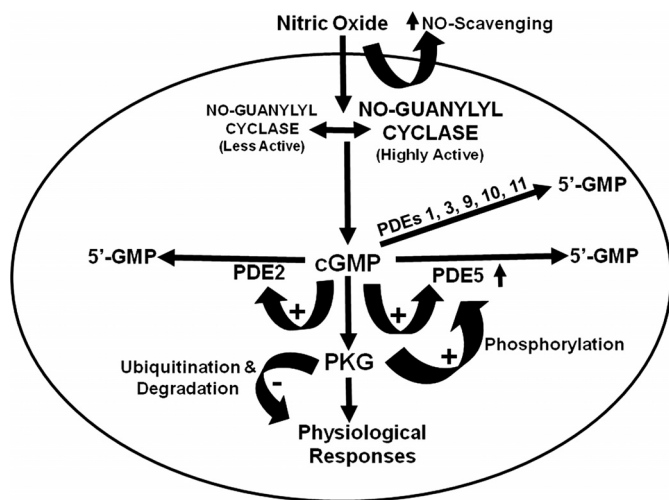 Nitric Oxide
NO-Scavenging
NO-GUANYLYL
CYCLASE
(Less Active)
NO-GUANYLYL
CYCLASE
(Highly Active)
PDEs 1, 3, 9, 10, 11
5’-GMP
5’-GMP
PDE2
cGMP
PDE5
5’-GMP
+
+
Ubiquitination &
Degradation
-
PKG
+
Phosphorylation
Physiological
Responses